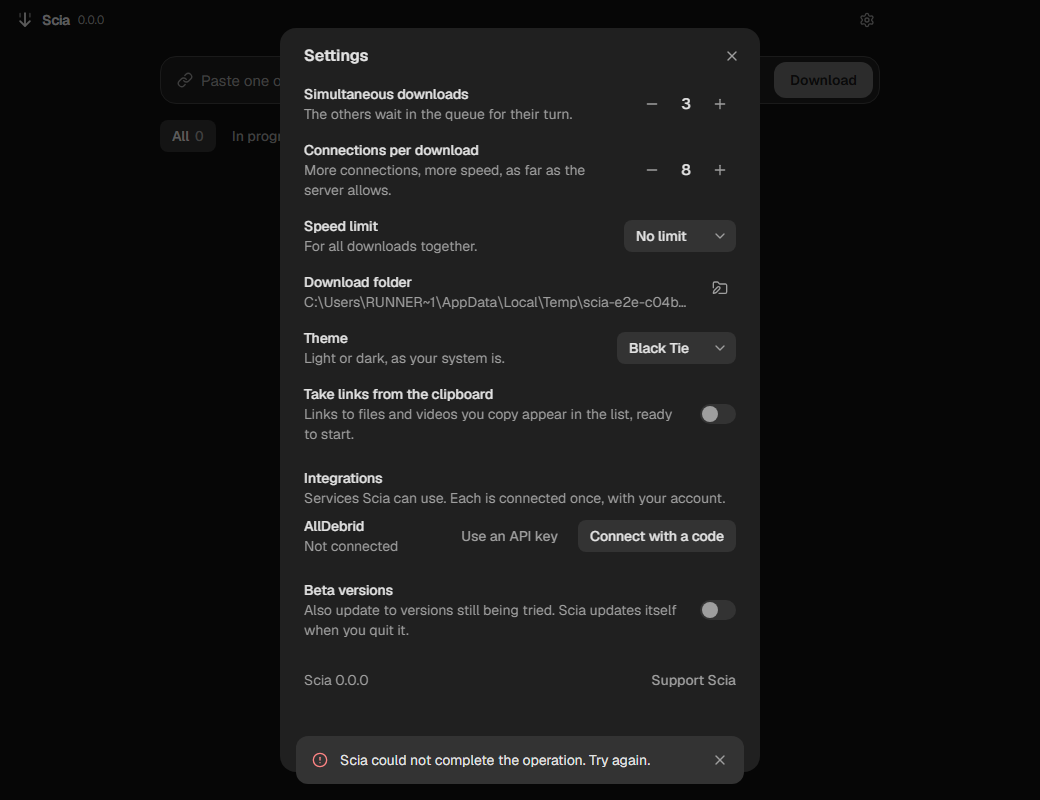 Scia 0.0.0
Settings
Paste one o
Download
Simultaneous downloads
The others wait in the queue for their turn.
3
All 0
In progr
Connections per download
More connections, more speed, as far as the
server allows.
8
Speed limit
For all downloads together.
No limit
Download folder
C:\Users\RUNNER~1\AppData\Local\Temp\scia-e2e-c04b...
Theme
Light or dark, as your system is.
Black Tie
Take links from the clipboard
Links to files and videos you copy appear in the list, ready
to start.
Integrations
Services Scia can use. Each is connected once, with your account.
AllDebrid
Not connected
Use an API key
Connect with a code
Beta versions
Also update to versions still being tried. Scia updates itself
when you quit it.
Scia 0.0.0
Support Scia
Scia could not complete the operation. Try again.